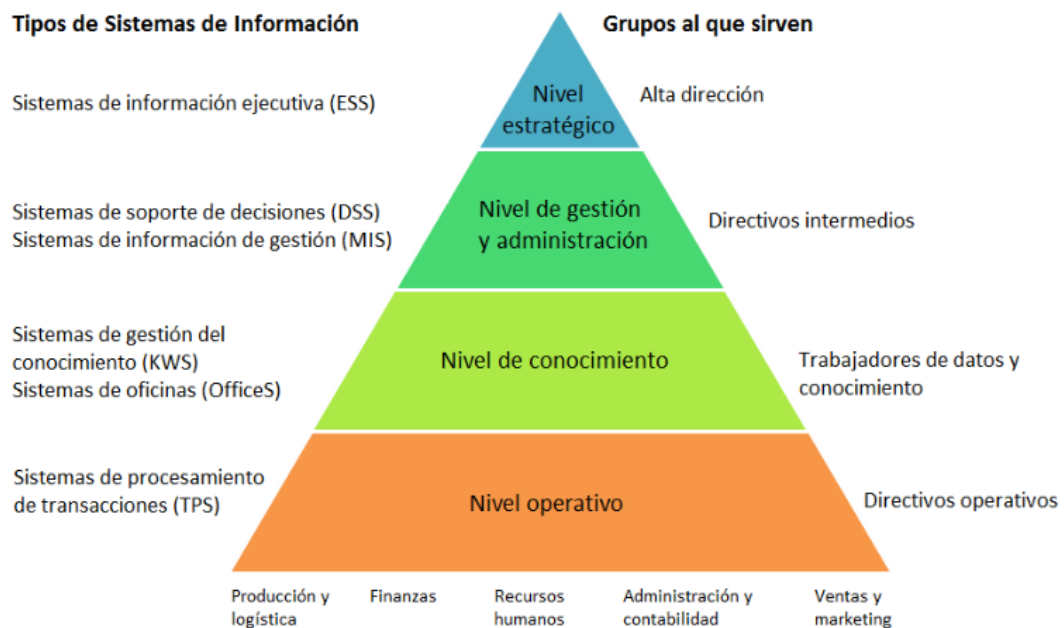 Tipos de Sistemas de Información
Grupos al que sirven
Sistemas de información ejecutiva (ESS)
Nivel
estratégico
Alta dirección
Sistemas de soporte de decisiones (DSS)
Sistemas de información de gestión (MIS)
Nivel de gestión
y administración
Directivos intermedios
Sistemas de gestión del
conocimiento (KWS)
Sistemas de oficinas (OfficeS)
Nivel de conocimiento
Trabajadores de datos y
conocimiento
Sistemas de procesamiento
de transacciones (TPS)
Nivel operativo
Directivos operativos
Producción y
logística
Finanzas
Recursos
humanos
Administración y
contabilidad
Ventas y
marketing